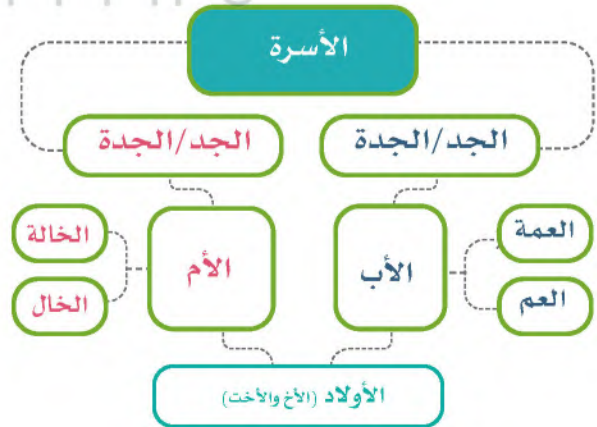 الأسرة
الجد/الجدة
الجد/الجدة
العمة
العم
الأب
الأم
الخالة
الخال
الأولاد (الأخ والأخت)